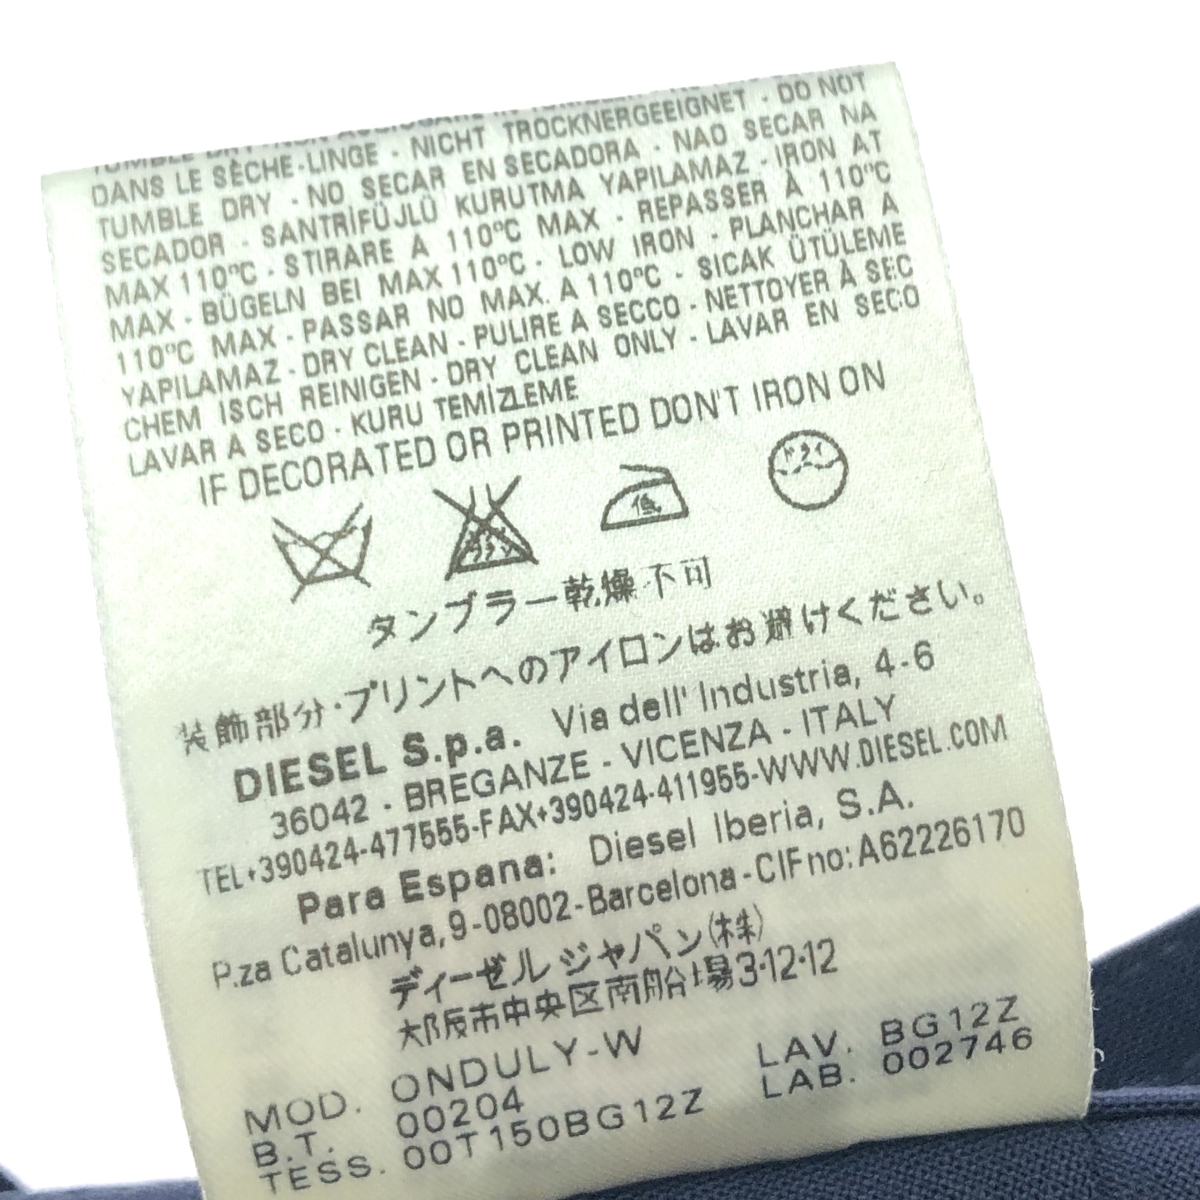 DANS LE SÈCHE-LINGE - NICHT TROCKNERGEEIGNET - DO NOT
TUMBLE DRY - NO SECAR EN SECADORA - NAO SECAR NA
SECADOR - SANTRİFÜJLÜ KURUTMA YAPILAMAZ - IRON AT
MAX 110°C - STIRARE A 110°C MAX - REPASSER À 110°C
MAX - BÜGELN BEI MAX 110°C - LOW IRON - PLANCHAR A
110°C MAX - PASSAR NO MAX. A 110°C - SICAK ÜTÜLEME
YAPILAMAZ - DRY CLEAN - PULIRE A SECCO - NETTOYER À SEC
CHEM ISCH REINIGEN - DRY CLEAN ONLY - LAVAR EN SECO
LAVAR A SECO - KURU TEMİZLEME
IF DECORATED OR PRINTED DON'T IRON ON
低 ドライ
タンブラー乾燥不可
装飾部分・プリントへのアイロンはお避けください。
DIESEL S.p.a. Via dell' Industria, 4-6
36042 - BREGANZE - VICENZA - ITALY
TEL+390424-477555-FAX+390424-411955-WWW.DIESEL.COM
Para Espana: Diesel Iberia, S.A.
P.za Catalunya, 9-08002-Barcelona-CIF no: A62226170
ディーゼル ジャパン(株)
大阪市中央区南船場3-12-12
MOD. ONDULY-W LAV. BG12Z
B.T. 00204 LAB. 002746
TESS. 00T150BG12Z